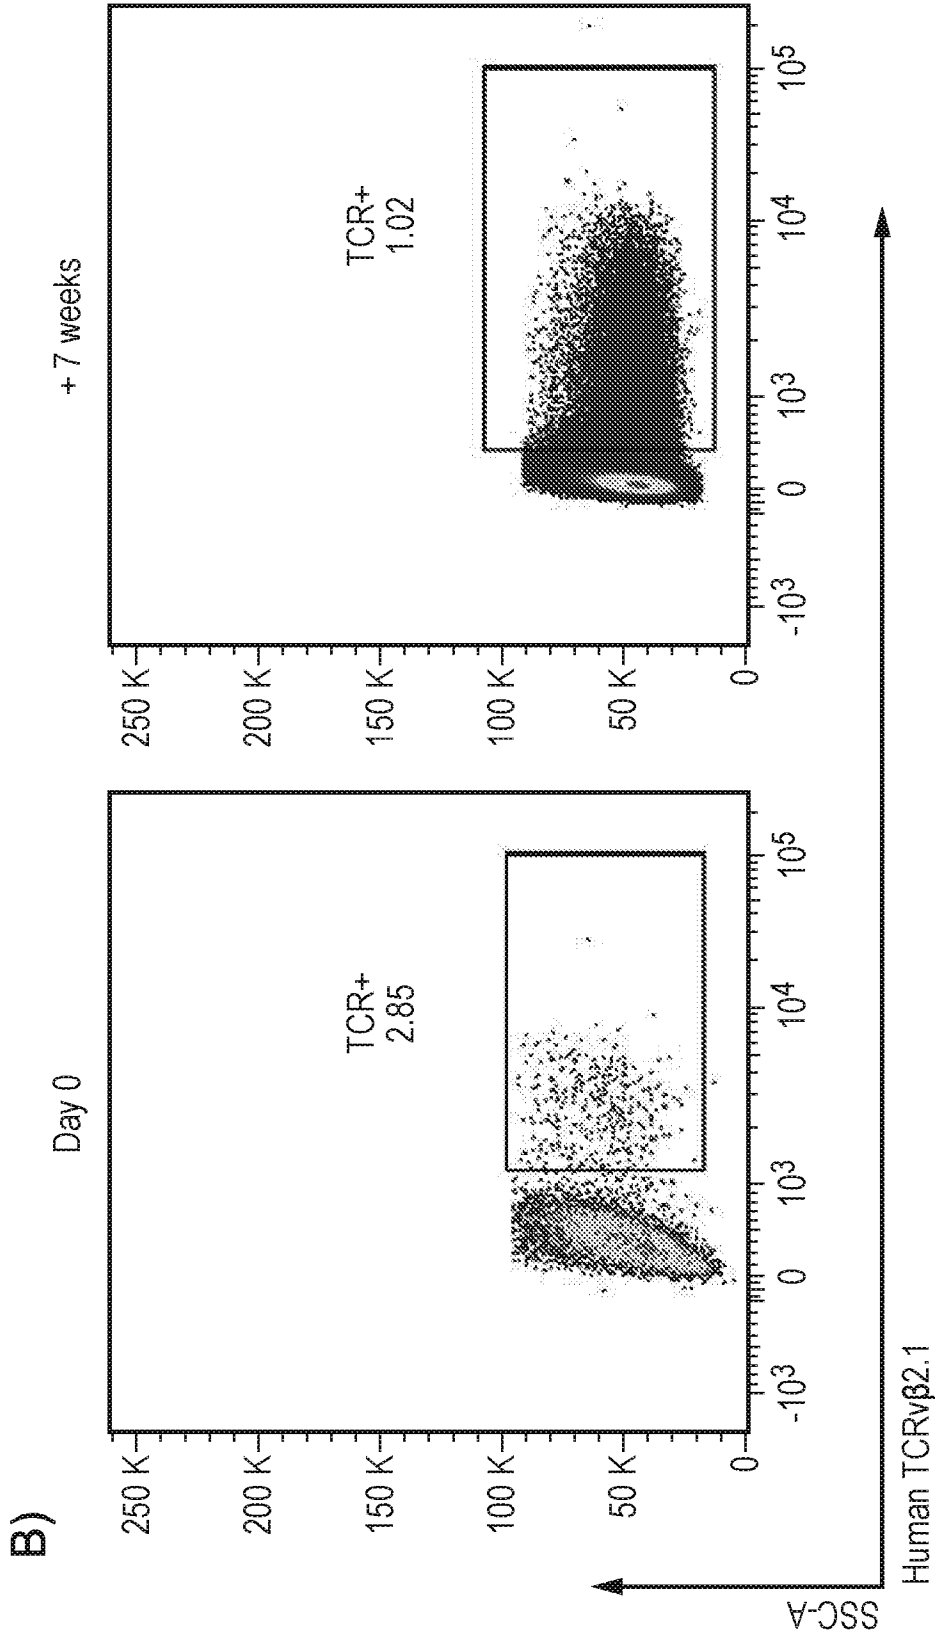 B)
Day 0
TCR+
2.85
250 K
200 K
150 K
100 K
50 K
0
-10³
0
10³
10⁴
10⁵
+ 7 weeks
TCR+
1.02
250 K
200 K
150 K
100 K
50 K
0
-10³
0
10³
10⁴
10⁵
SSC-A
Human TCRvβ2.1